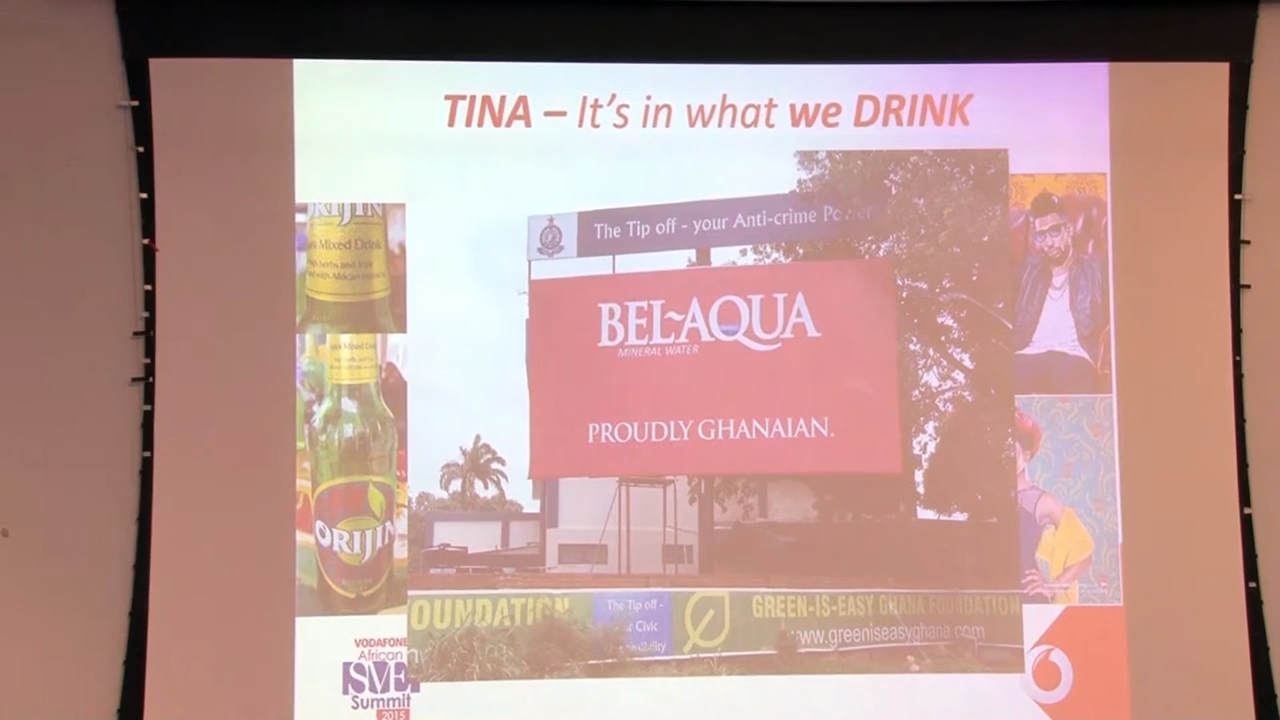 TINA – It's in what we DRINK
ORIJIN
Mixed Drink
ORIJIN
The Tip off - your Anti-crime Power
BEL~AQUA
MINERAL WATER
PROUDLY GHANAIAN.
OUNDATION
The Tip off -
Civic
GREEN-IS-EASY GHANA FOUNDATION
www.greeniseasyghana.com
VODAFONE
African
SME
Summit
2015